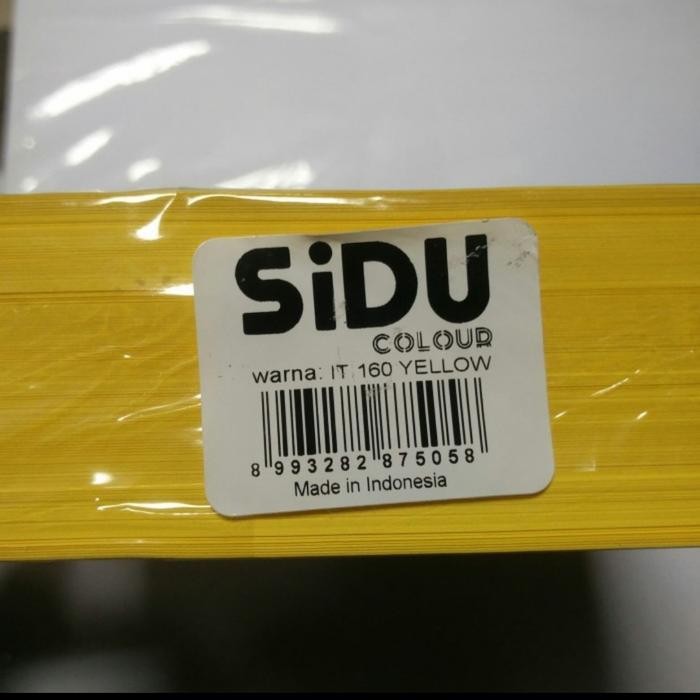 SiDU
COLOUR
warna: IT 160 YELLOW
8 993282 875058
Made in Indonesia